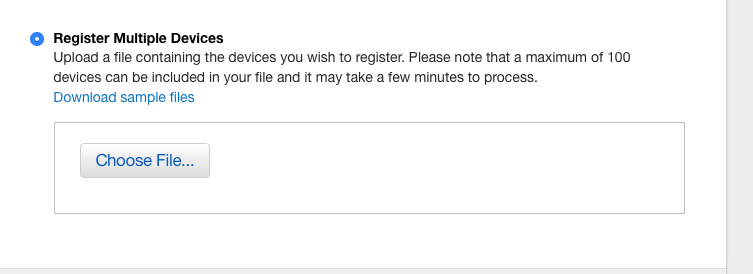 Register Multiple Devices
Upload a file containing the devices you wish to register. Please note that a maximum of 100
devices can be included in your file and it may take a few minutes to process.
Download sample files
Choose File...